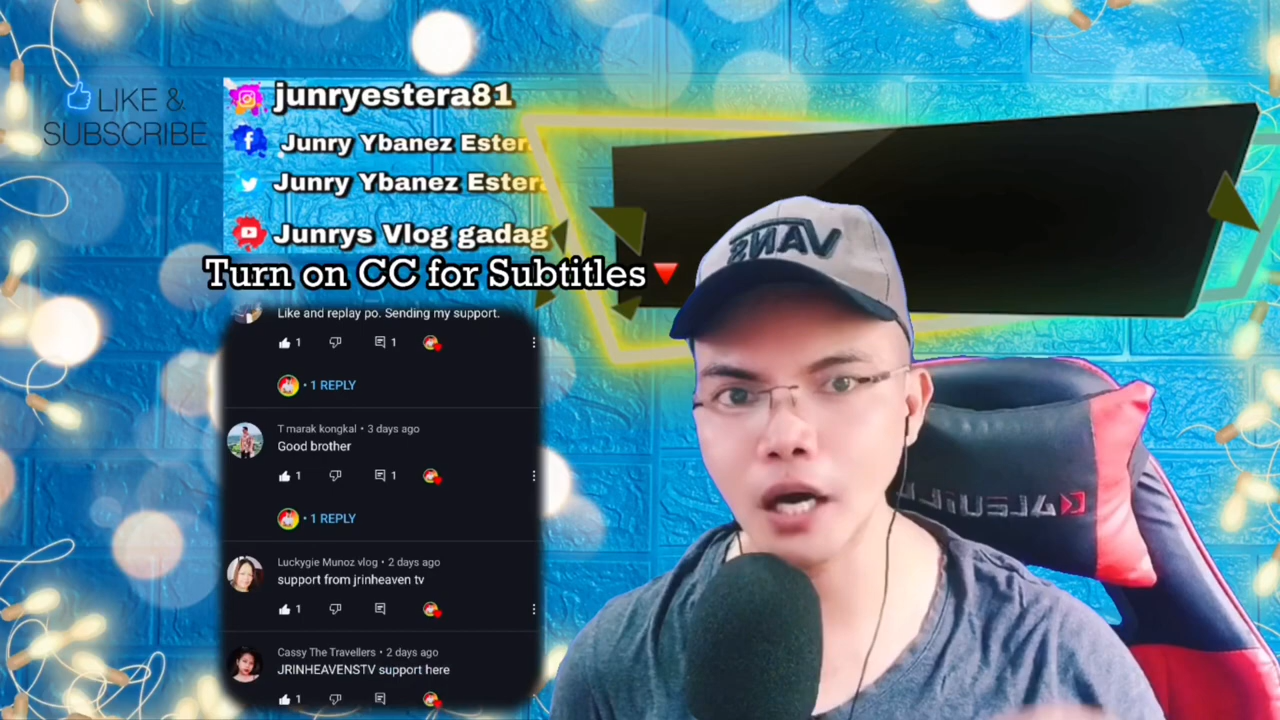 LIKE &
SUBSCRIBE
junryestera81
Junry Ybanez Ester
Junry Ybanez Estera
Junrys Vlog gadag
Turn on CC for Subtitles
Like and replay po. Sending my support.
1 1
• 1 REPLY
T marak kongkal • 3 days ago
Good brother
1 1
• 1 REPLY
Luckygie Munoz vlog • 2 days ago
support from jrinheaven tv
1
Cassy The Travellers • 2 days ago
JRINHEAVENSTV support here
1
VANS